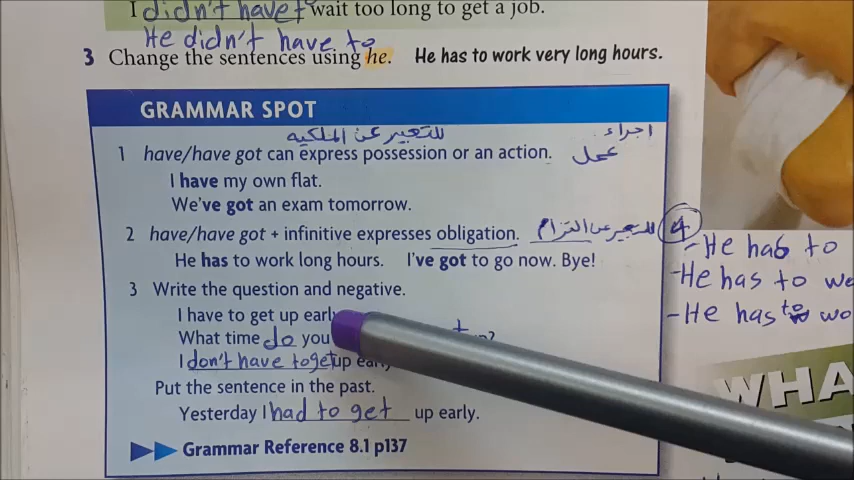 I didn't have t wait too long to get a job.
He didn't have to
3 Change the sentences using he. He has to work very long hours.
GRAMMAR SPOT
للتعبير عن الملكيه
اجراء
1 have/have got can express possession or an action. عمل
I have my own flat.
We've got an exam tomorrow.
2 have/have got + infinitive expresses obligation. للتعبير عن التزام
He has to work long hours. I've got to go now. Bye!
3 Write the question and negative.
I have to get up early
What time do you
I don't have to get up early
Put the sentence in the past.
Yesterday I had to get up early.
Grammar Reference 8.1 p137
4
- He has to
- He has to wo
- He has to wo
WHA